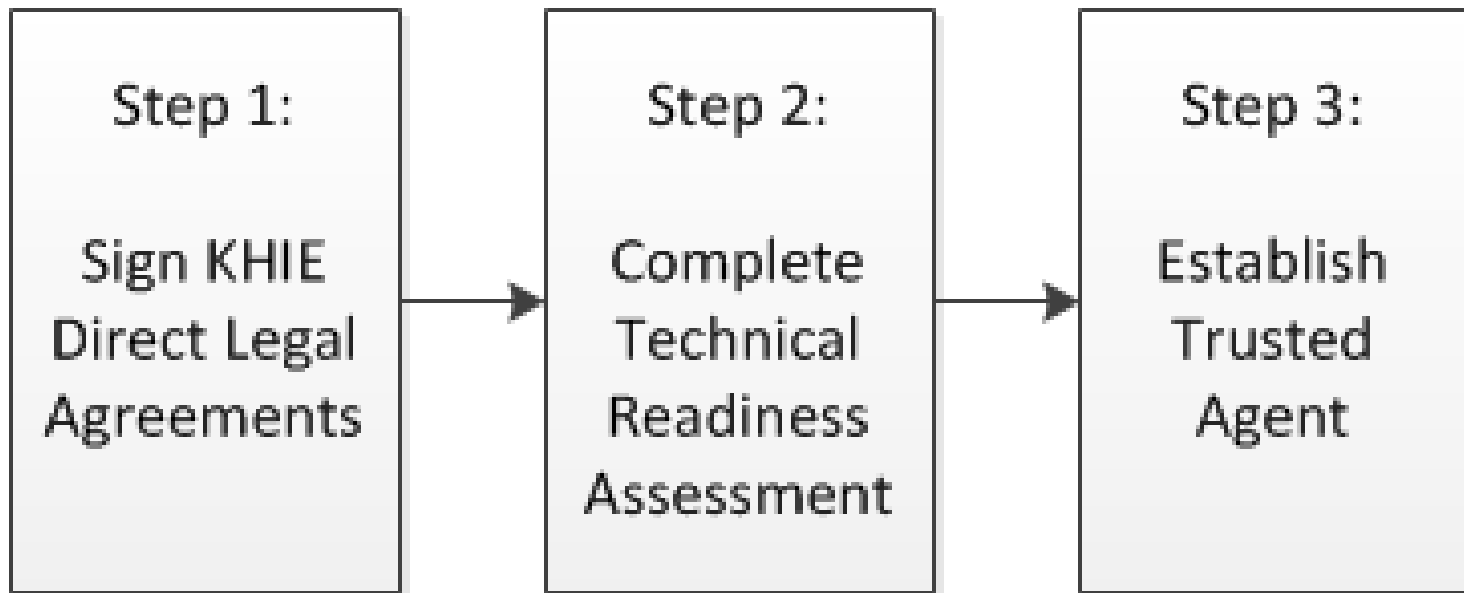 Step 1:
Sign KHIE
Direct Legal
Agreements
Step 2:
Complete
Technical
Readiness
Assessment
Step 3:
Establish
Trusted
Agent